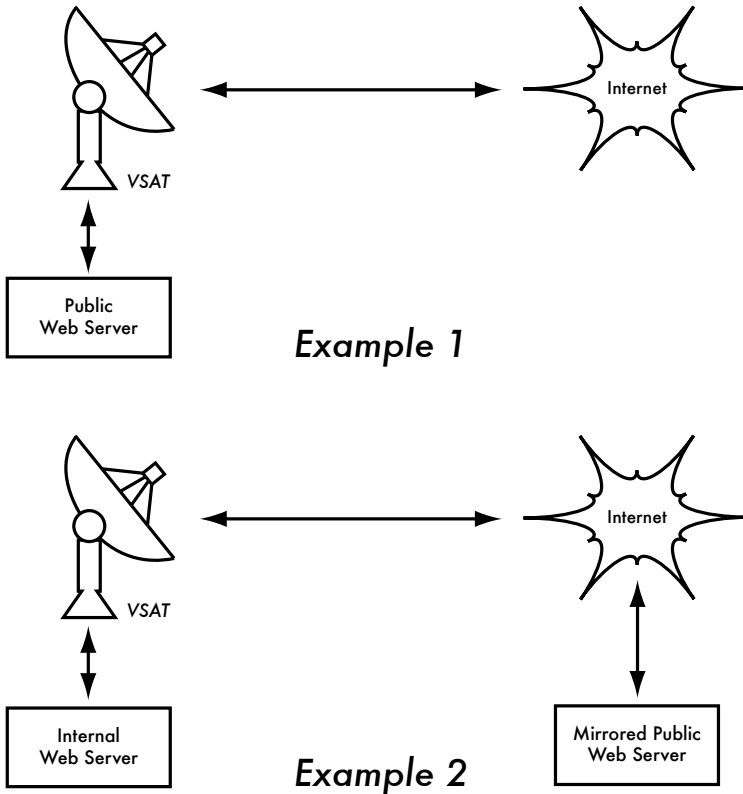 Internet
VSAT
Public
Web Server
Example 1
Internet
VSAT
Internal
Web Server
Mirrored Public
Web Server
Example 2